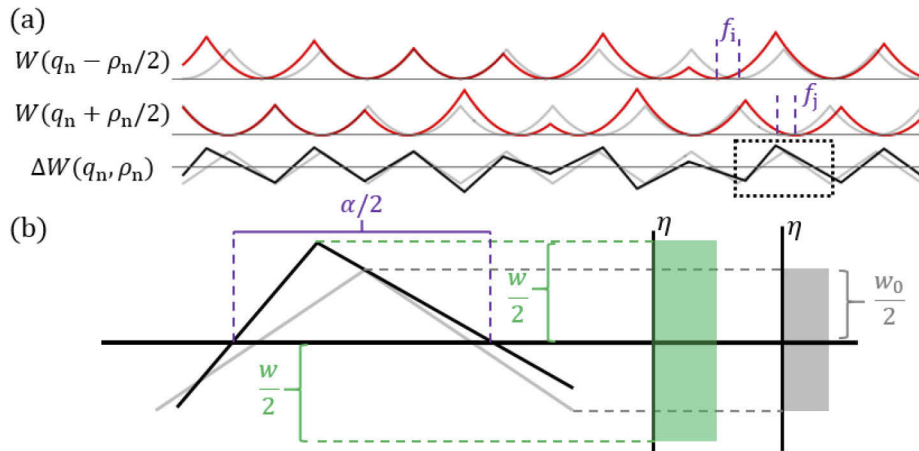 (a)
W(qₙ − ρₙ/2)
fᵢ
W(qₙ + ρₙ/2)
fⱼ
ΔW(qₙ, ρₙ)
(b)
α/2
η
η
w/2
w₀/2
w/2